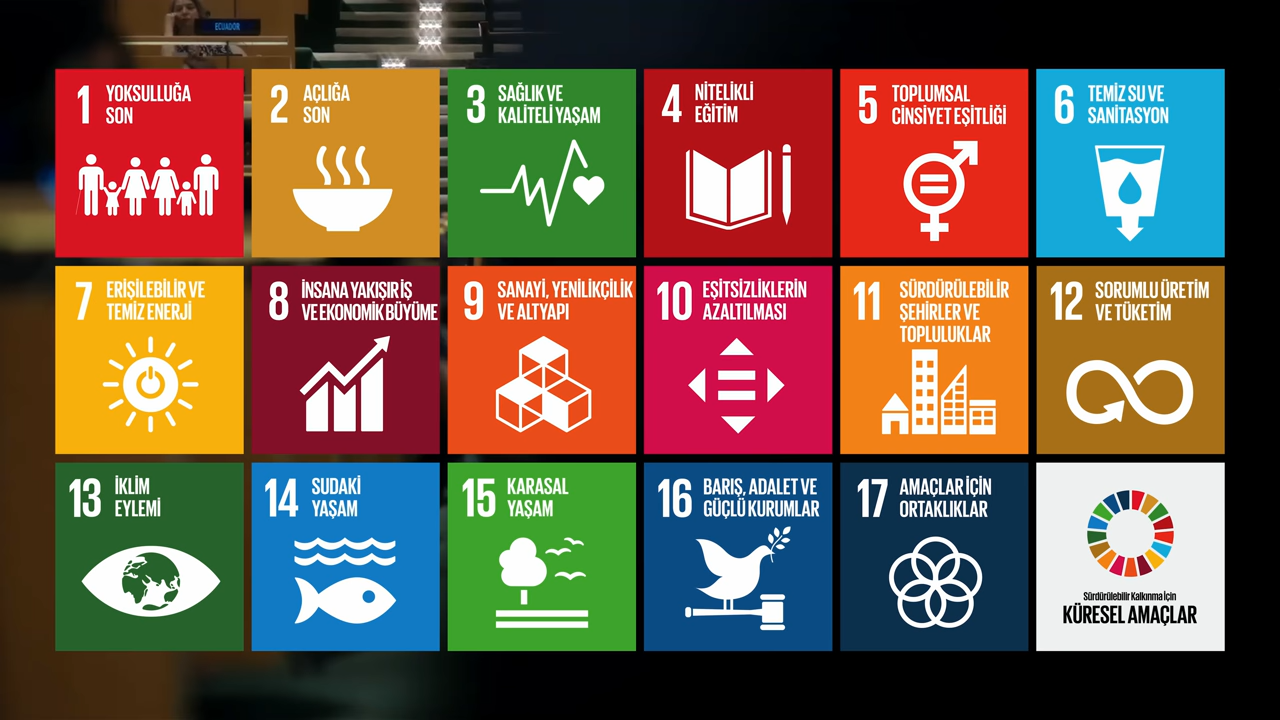 ECUADOR
1 YOKSULLUĞA
SON
2 AÇLIĞA
SON
3 SAĞLIK VE
KALİTELİ YAŞAM
4 NİTELİKLİ
EĞİTİM
5 TOPLUMSAL
CİNSİYET EŞİTLİĞİ
6 TEMİZ SU VE
SANİTASYON
7 ERİŞİLEBİLİR VE
TEMİZ ENERJİ
8 İNSANA YAKIŞIR İŞ
VE EKONOMİK BÜYÜME
9 SANAYİ, YENİLİKÇİLİK
VE ALTYAPI
10 EŞİTSİZLİKLERİN
AZALTILMASI
11 SÜRDÜRÜLEBİLİR
ŞEHİRLER VE
TOPLULUKLAR
12 SORUMLU ÜRETİM
VE TÜKETİM
13 İKLİM
EYLEMİ
14 SUDAKİ
YAŞAM
15 KARASAL
YAŞAM
16 BARIŞ, ADALET VE
GÜÇLÜ KURUMLAR
17 AMAÇLAR İÇİN
ORTAKLIKLAR
Sürdürülebilir Kalkınma İçin
KÜRESEL AMAÇLAR